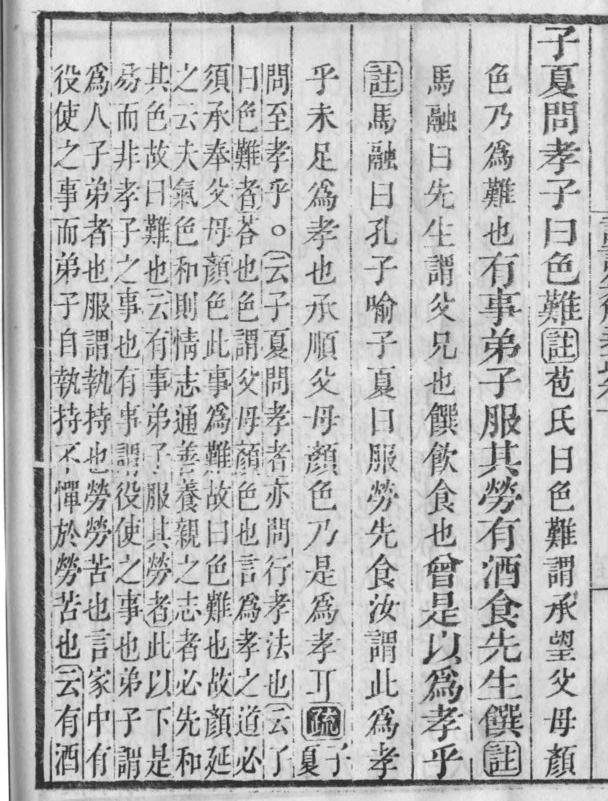 子夏問孝子曰色難註苞氏曰色難謂承望父母顏
色乃爲難也有事弟子服其勞有酒食先生饌註
馬融曰先生謂父兄也饌飲食也曾是以爲孝乎
註馬融曰孔子喻子夏曰服勞先食汝謂此爲孝
乎未足爲孝也承順父母顏色乃是爲孝耳疏子夏
問至孝乎○云子夏問孝者亦問行孝法也云子
曰色難者荅也色謂父母顏色也言爲孝之道必
須承奉父母顏色此事爲難故曰色難也故顏延
之云夫氣色和則情志通善養親之志者必先和
其色故曰難也云有事弟子服其勞者此以下是
易而非孝子之事也有事謂役使之事也弟子謂
爲人子弟者也服謂執持也勞勞苦也言家中有
役使之事而弟子自執持不憚於勞苦也云有酒